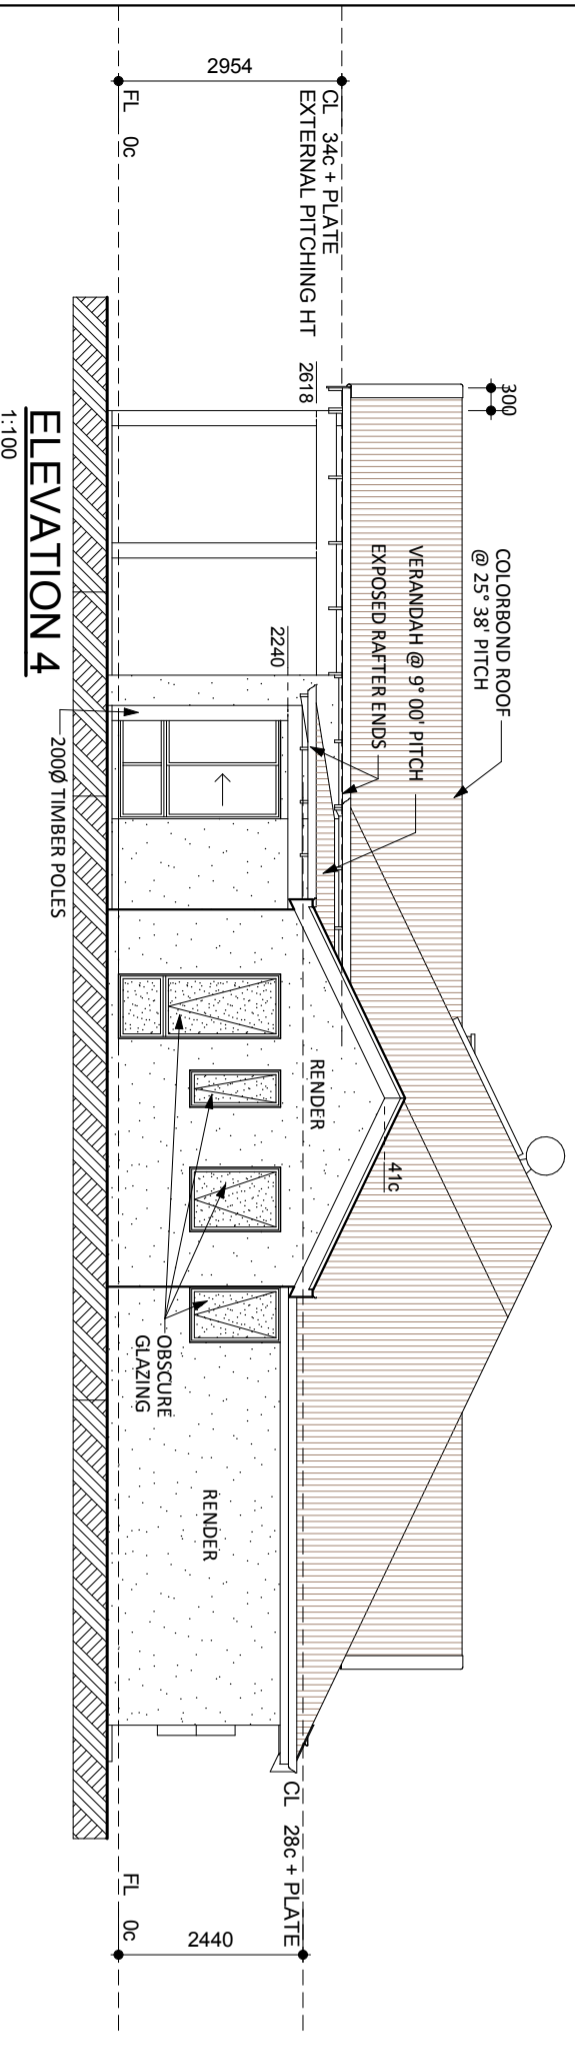 COLORBOND ROOF
@ 25° 38' PITCH
300
VERANDAH @ 9° 00' PITCH
EXPOSED RAFTER ENDS
CL 34c + PLATE
EXTERNAL PITCHING HT
2618
2954
FL 0c
2240
41c
RENDER
OBSCURE
GLAZING
RENDER
CL 28c + PLATE
2440
FL 0c
200Ø TIMBER POLES
ELEVATION 4
1:100